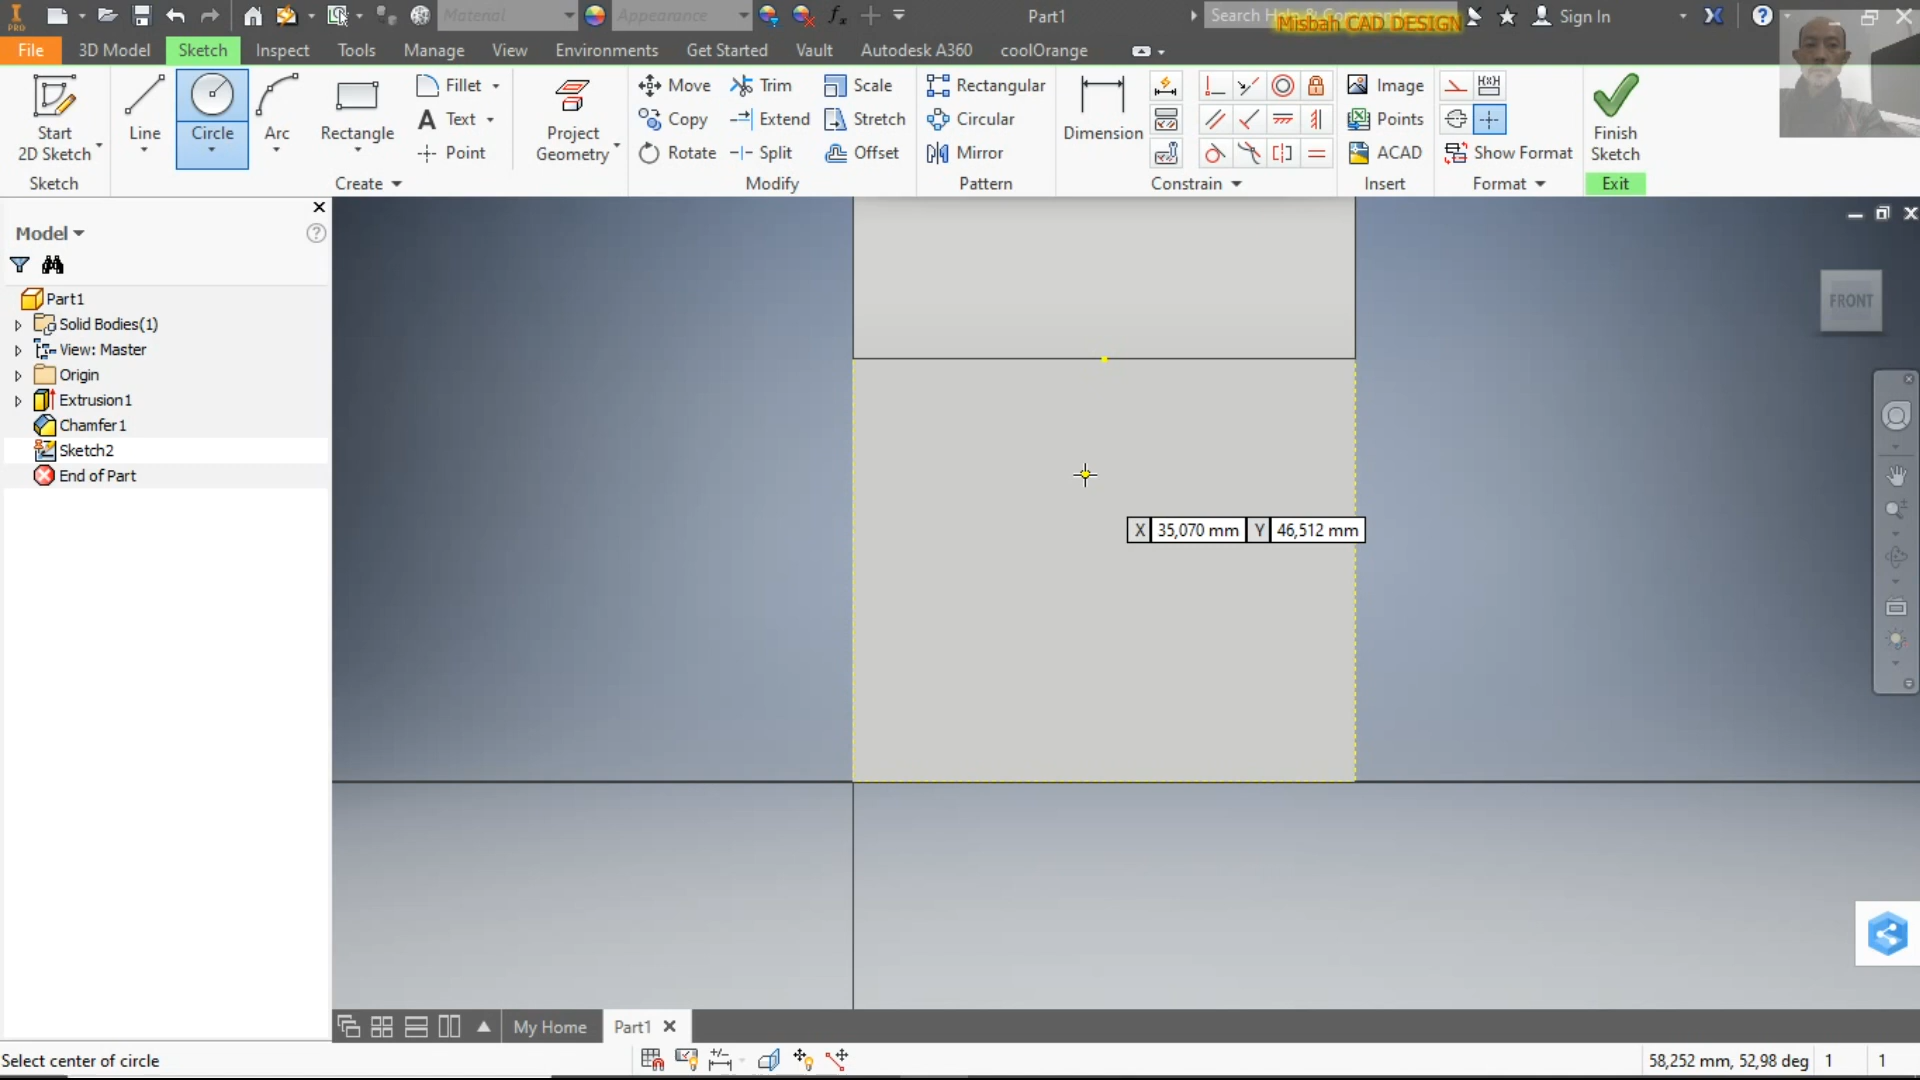 Material
Appearance
Part1
Search Help & Commands
Misbah CAD DESIGN
Sign In
PRO
File
3D Model
Sketch
Inspect
Tools
Manage
View
Environments
Get Started
Vault
Autodesk A360
coolOrange
Start
2D Sketch
Line
Circle
Arc
Rectangle
Fillet
Text
Point
Project
Geometry
Move
Copy
Rotate
Trim
Extend
Split
Scale
Stretch
Offset
Rectangular
Circular
Mirror
Dimension
Image
Points
ACAD
Show Format
Finish
Sketch
Sketch
Create
Modify
Pattern
Constrain
Insert
Format
Exit
Model
Part1
Solid Bodies(1)
View: Master
Origin
Extrusion1
Chamfer1
Sketch2
End of Part
FRONT
X 35,070 mm Y 46,512 mm
My Home
Part1
Select center of circle
58,252 mm, 52,98 deg 1 1